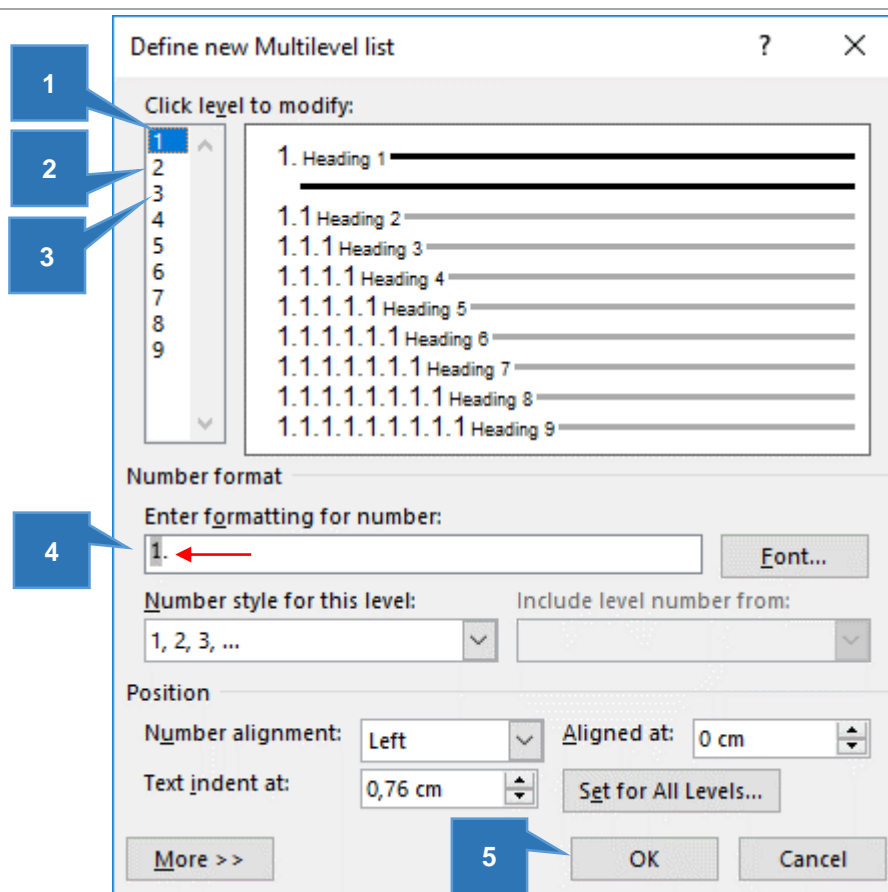 Define new Multilevel list ? ×
1
Click level to modify:
2
3
1
2
3
4
5
6
7
8
9
1. Heading 1
1.1 Heading 2
1.1.1 Heading 3
1.1.1.1 Heading 4
1.1.1.1.1 Heading 5
1.1.1.1.1.1 Heading 6
1.1.1.1.1.1.1 Heading 7
1.1.1.1.1.1.1.1 Heading 8
1.1.1.1.1.1.1.1.1 Heading 9
Number format
Enter formatting for number:
4
1.
Font...
Number style for this level:
Include level number from:
1, 2, 3, ...
Position
Number alignment:
Left
Aligned at:
0 cm
Text indent at:
0,76 cm
Set for All Levels...
More >>
5
OK
Cancel